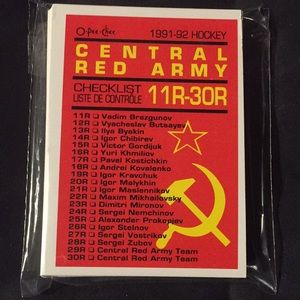 O-Pee-Chee 1991-92 HOCKEY
CENTRAL
RED ARMY
CHECKLIST
LISTE DE CONTRÔLE 11R-30R
11R Vadim Brezgunov
12R Vyacheslav Butsayev
13R Ilya Byakin
14R Igor Chibirev
15R Victor Gordijuk
16R Yuri Khmiliov
17R Pavel Kostichkin
18R Andrei Kovalenko
19R Igor Kravchuk
20R Igor Malykhin
21R Igor Maslennikov
22R Maxim Mikhailovsky
23R Dimitri Mironov
24R Sergei Nemchinov
25R Alexander Prokopjev
26R Igor Stelnov
27R Sergei Vostrikov
28R Sergei Zubov
29R Central Red Army Team
30R Central Red Army Team